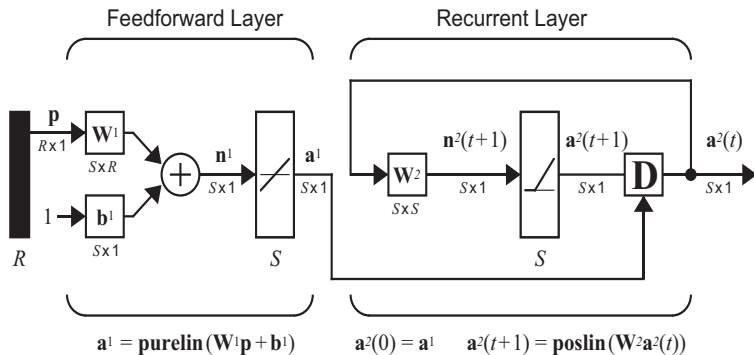 Feedforward Layer Recurrent Layer
p
R x 1
W¹
S x R
1
b¹
S x 1
R
n¹
S x 1
a¹
S x 1
S
W²
S x S
n²(t+1)
S x 1
a²(t+1)
S x 1
S
D
a²(t)
S x 1
a¹ = purelin(W¹p + b¹) a²(0) = a¹ a²(t+1) = poslin(W²a²(t))